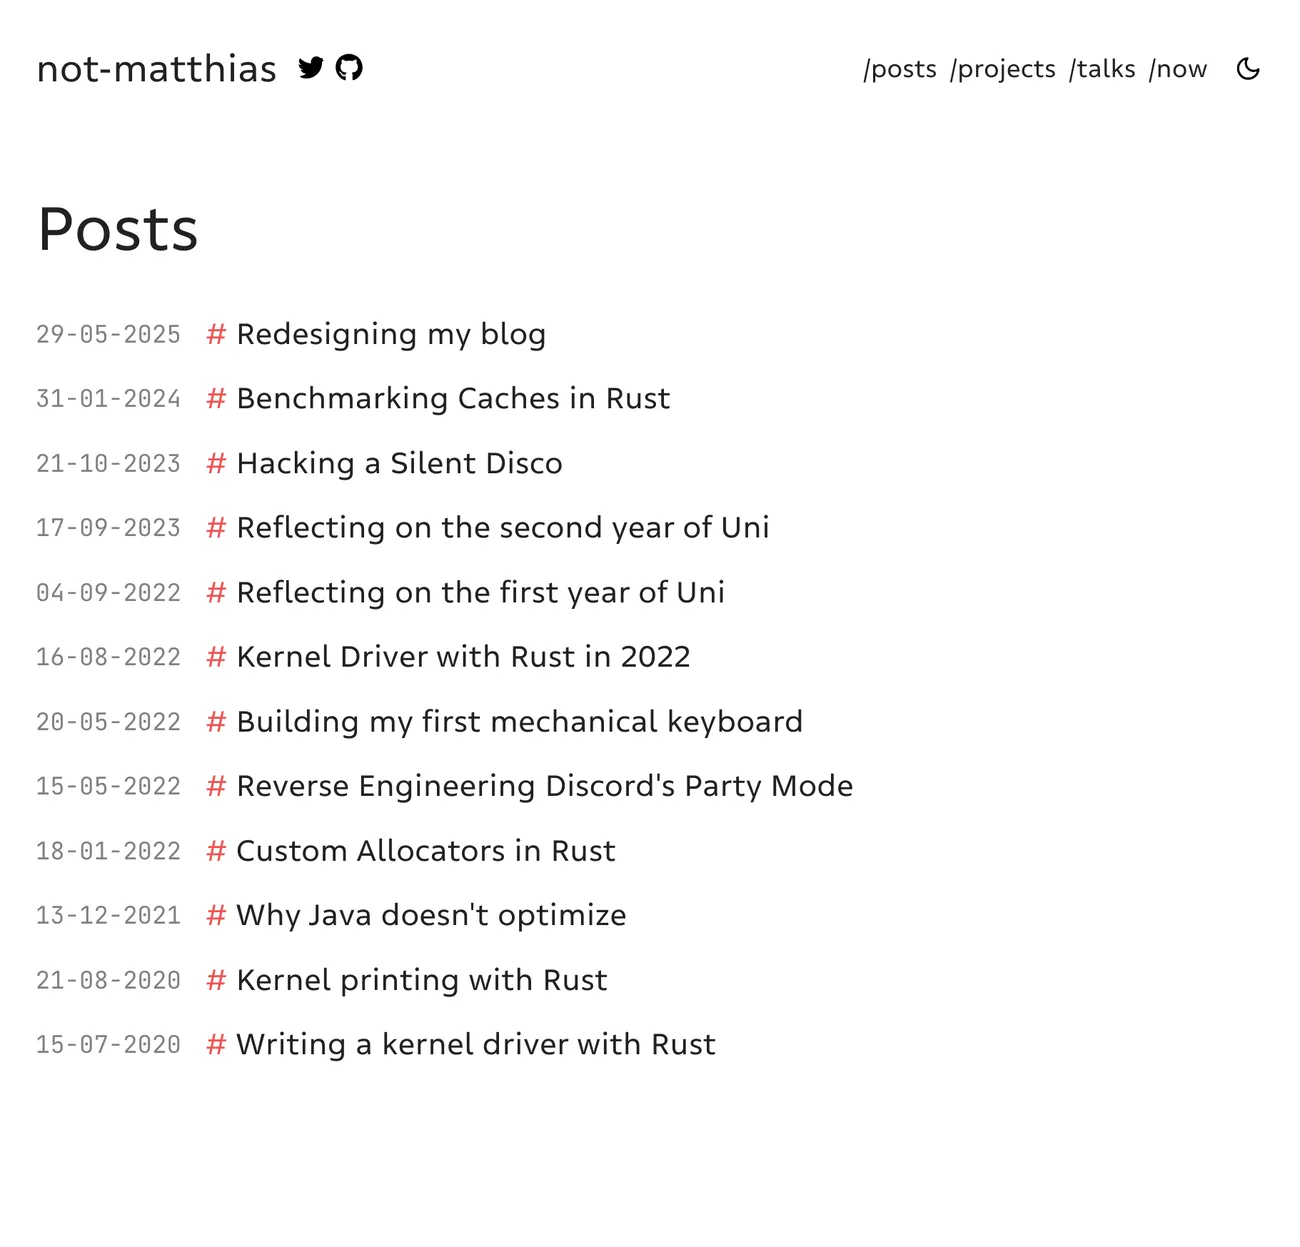 not-matthias /posts /projects /talks /now
Posts
29-05-2025 # Redesigning my blog
31-01-2024 # Benchmarking Caches in Rust
21-10-2023 # Hacking a Silent Disco
17-09-2023 # Reflecting on the second year of Uni
04-09-2022 # Reflecting on the first year of Uni
16-08-2022 # Kernel Driver with Rust in 2022
20-05-2022 # Building my first mechanical keyboard
15-05-2022 # Reverse Engineering Discord's Party Mode
18-01-2022 # Custom Allocators in Rust
13-12-2021 # Why Java doesn't optimize
21-08-2020 # Kernel printing with Rust
15-07-2020 # Writing a kernel driver with Rust